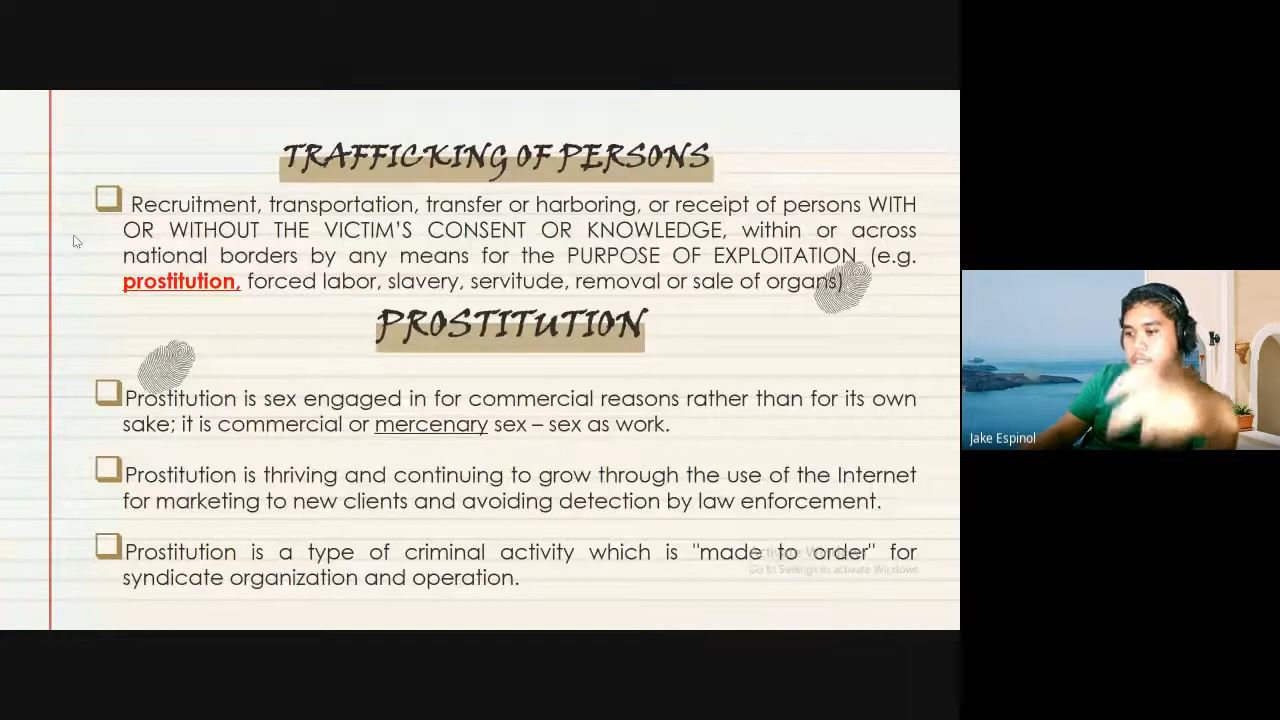 TRAFFICKING OF PERSONS
Recruitment, transportation, transfer or harboring, or receipt of persons WITH
OR WITHOUT THE VICTIM'S CONSENT OR KNOWLEDGE, within or across
national borders by any means for the PURPOSE OF EXPLOITATION (e.g.
prostitution, forced labor, slavery, servitude, removal or sale of organs)
PROSTITUTION
Prostitution is sex engaged in for commercial reasons rather than for its own
sake; it is commercial or mercenary sex – sex as work.
Prostitution is thriving and continuing to grow through the use of the Internet
for marketing to new clients and avoiding detection by law enforcement.
Prostitution is a type of criminal activity which is "made to order" for
syndicate organization and operation.
Activate Windows
Go to Settings to activate Windows
Jake Espinol